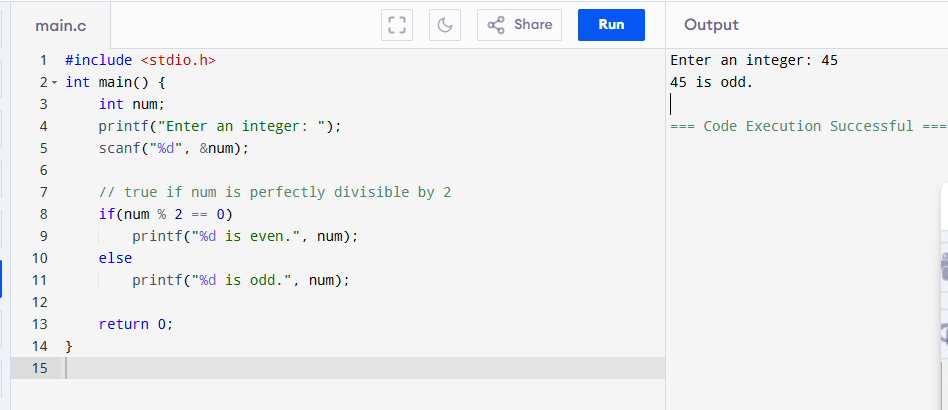 main.c
Share
Run
Output
1 #include <stdio.h>
2 int main() {
3     int num;
4     printf("Enter an integer: ");
5     scanf("%d", &num);
6
7     // true if num is perfectly divisible by 2
8     if(num % 2 == 0)
9         printf("%d is even.", num);
10     else
11         printf("%d is odd.", num);
12
13     return 0;
14 }
15
Enter an integer: 45
45 is odd.
=== Code Execution Successful ===